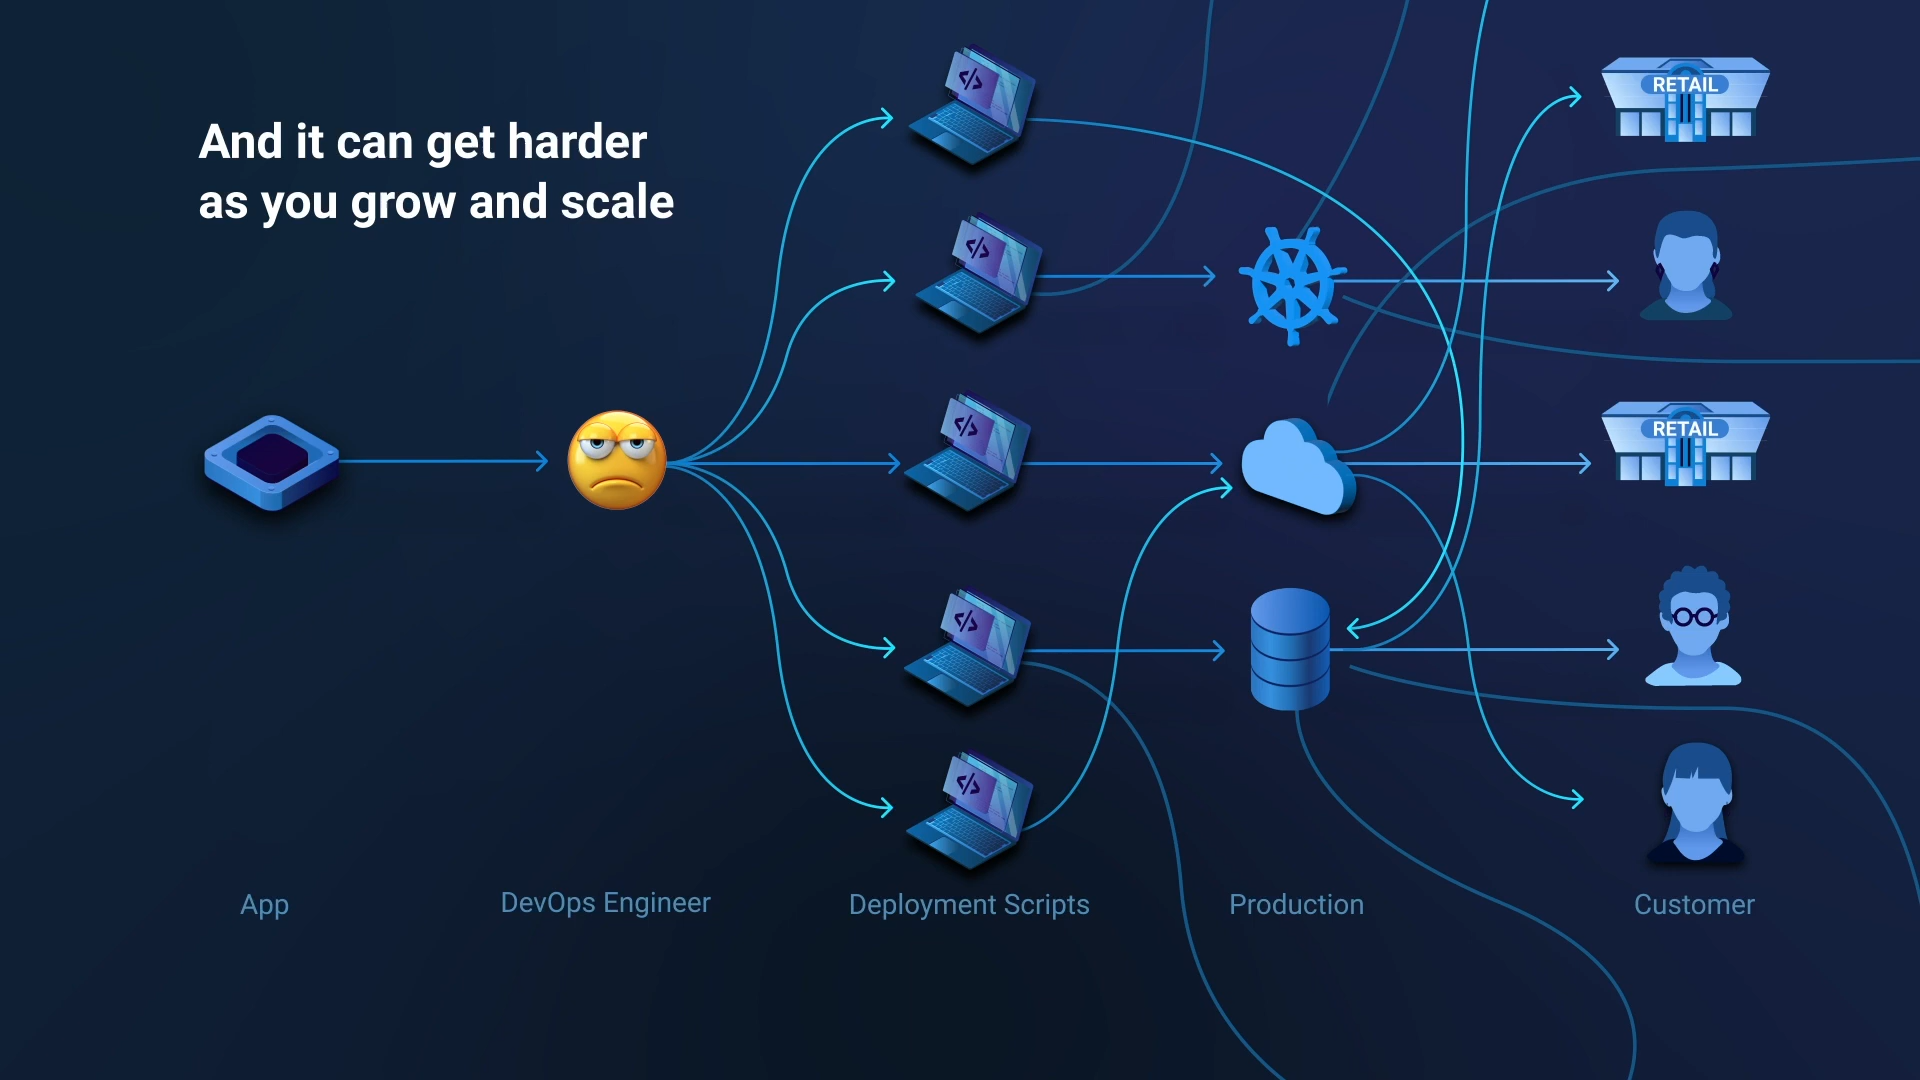 And it can get harder
as you grow and scale
</>
RETAIL
</>
</>
RETAIL
</>
</>
App
DevOps Engineer
Deployment Scripts
Production
Customer